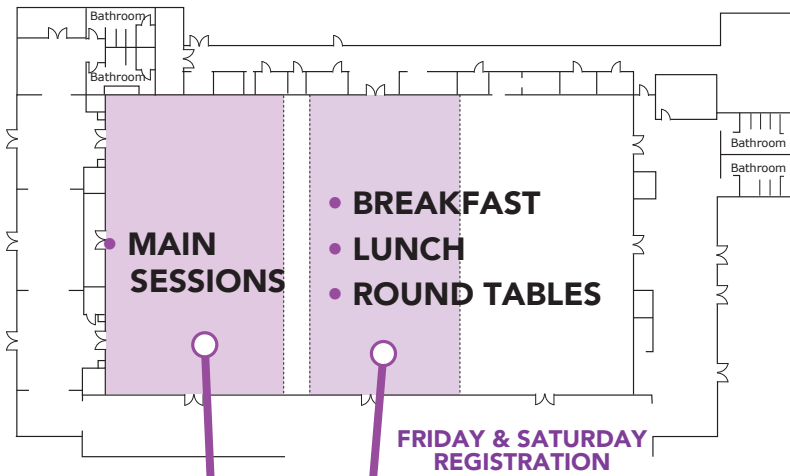 Bathroom
Bathroom
Bathroom
Bathroom
• MAIN
SESSIONS
• BREAKFAST
• LUNCH
• ROUND TABLES
FRIDAY & SATURDAY
REGISTRATION